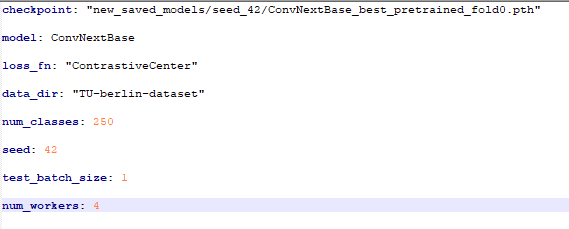 checkpoint: "new_saved_models/seed_42/ConvNextBase_best_pretrained_fold0.pth"
model: ConvNextBase
loss_fn: "ContrastiveCenter"
data_dir: "TU-berlin-dataset"
num_classes: 250
seed: 42
test_batch_size: 1
num_workers: 4